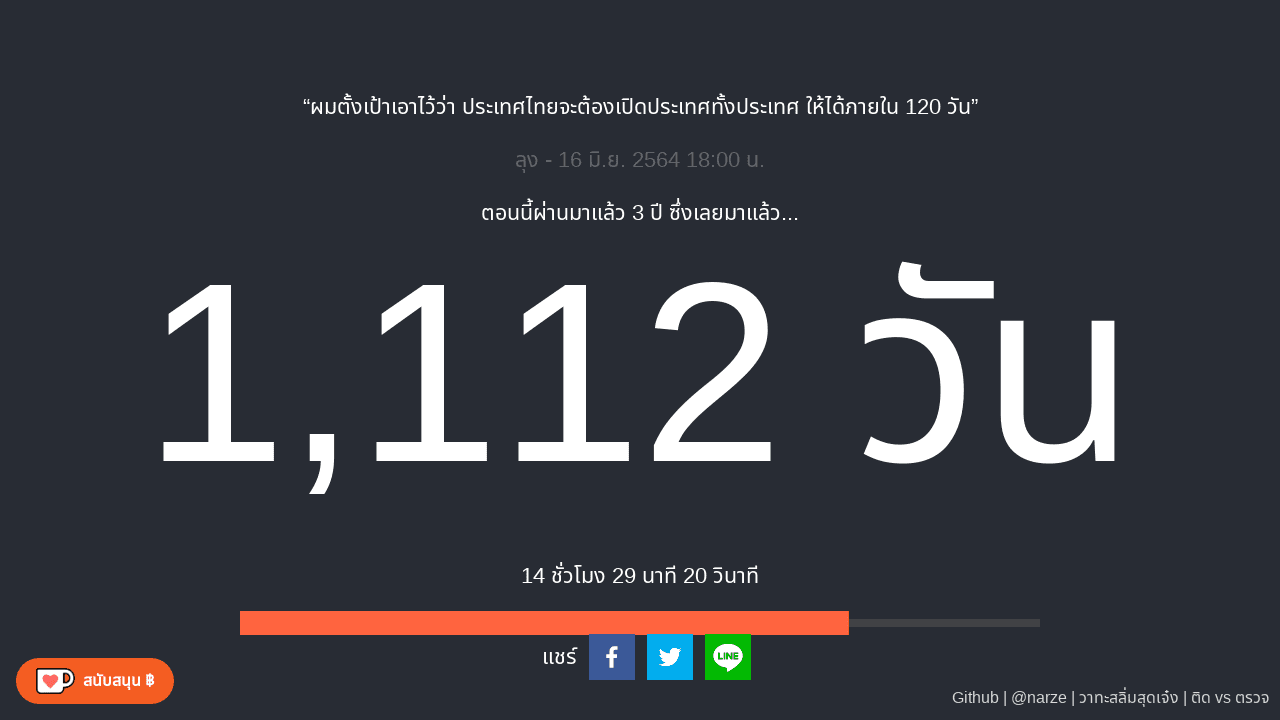 “ผมตั้งเป้าเอาไว้ว่า ประเทศไทยจะต้องเปิดประเทศทั้งประเทศ ให้ได้ภายใน 120 วัน”
ลุง - 16 มิ.ย. 2564 18:00 น.
ตอนนี้ผ่านมาแล้ว 3 ปี ซึ่งเลยมาแล้ว...
1,112 วัน
14 ชั่วโมง 29 นาที 20 วินาที
แชร์
LINE
สนับสนุน ฿
Github | @narze | วาทะสลิ่มสุดเจ๋ง | ติด vs ตรวจ